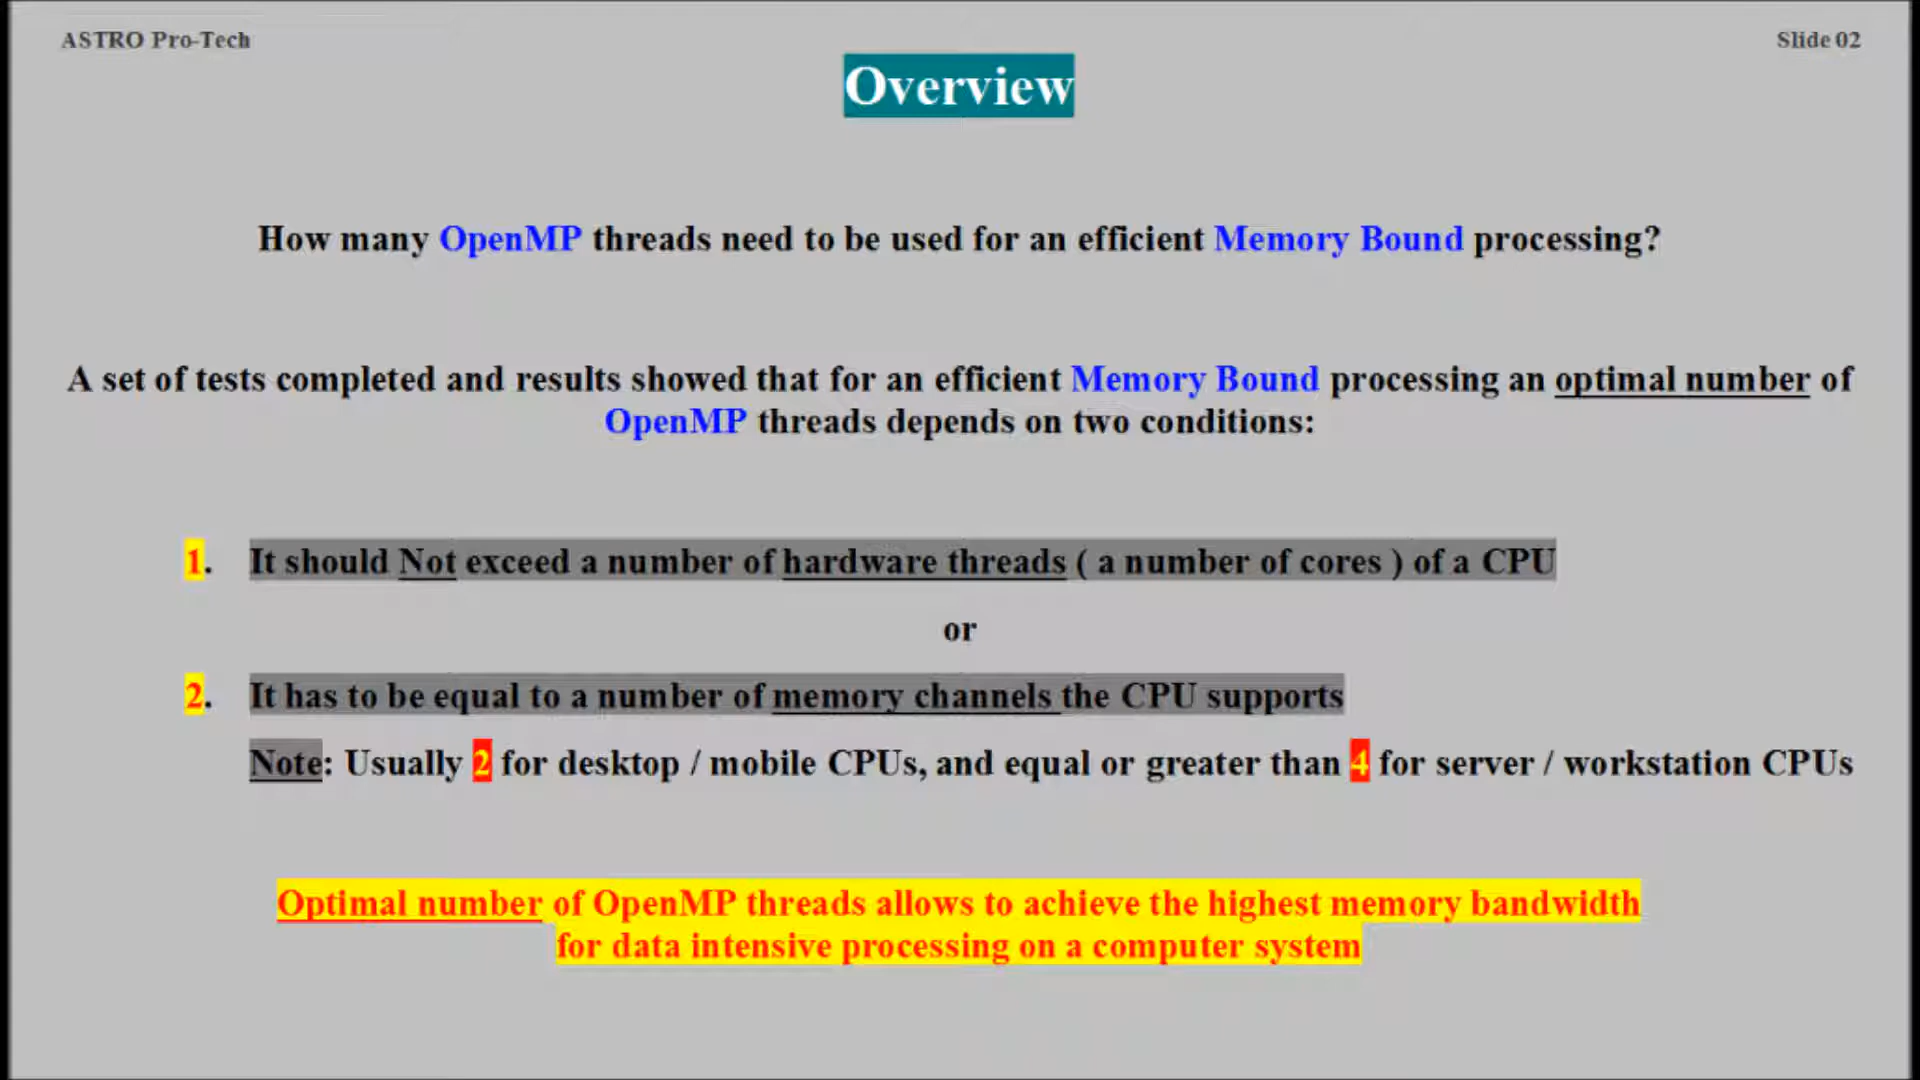 ASTRO Pro-Tech
Slide 02
Overview
How many OpenMP threads need to be used for an efficient Memory Bound processing?
A set of tests completed and results showed that for an efficient Memory Bound processing an optimal number of
OpenMP threads depends on two conditions:
1. It should Not exceed a number of hardware threads ( a number of cores ) of a CPU
or
2. It has to be equal to a number of memory channels the CPU supports
Note: Usually 2 for desktop / mobile CPUs, and equal or greater than 4 for server / workstation CPUs
Optimal number of OpenMP threads allows to achieve the highest memory bandwidth
for data intensive processing on a computer system